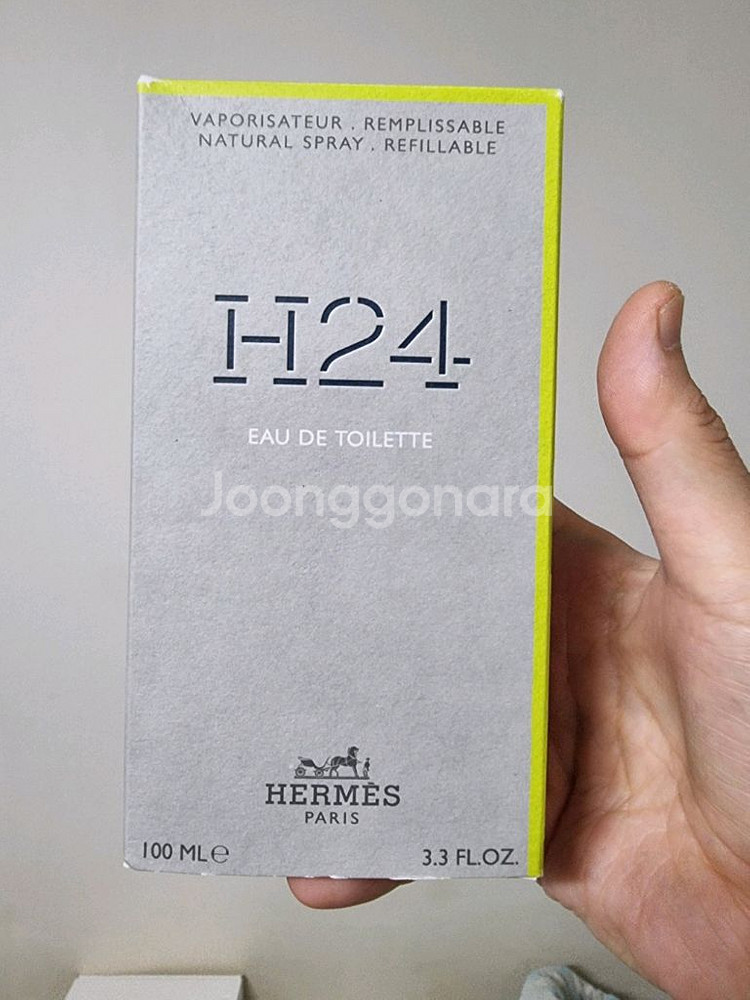 VAPORISATEUR . REMPLISSABLE
NATURAL SPRAY . REFILLABLE
H24
EAU DE TOILETTE
Joonggonara
HERMÈS
PARIS
100 ML e
3.3 FL.OZ.